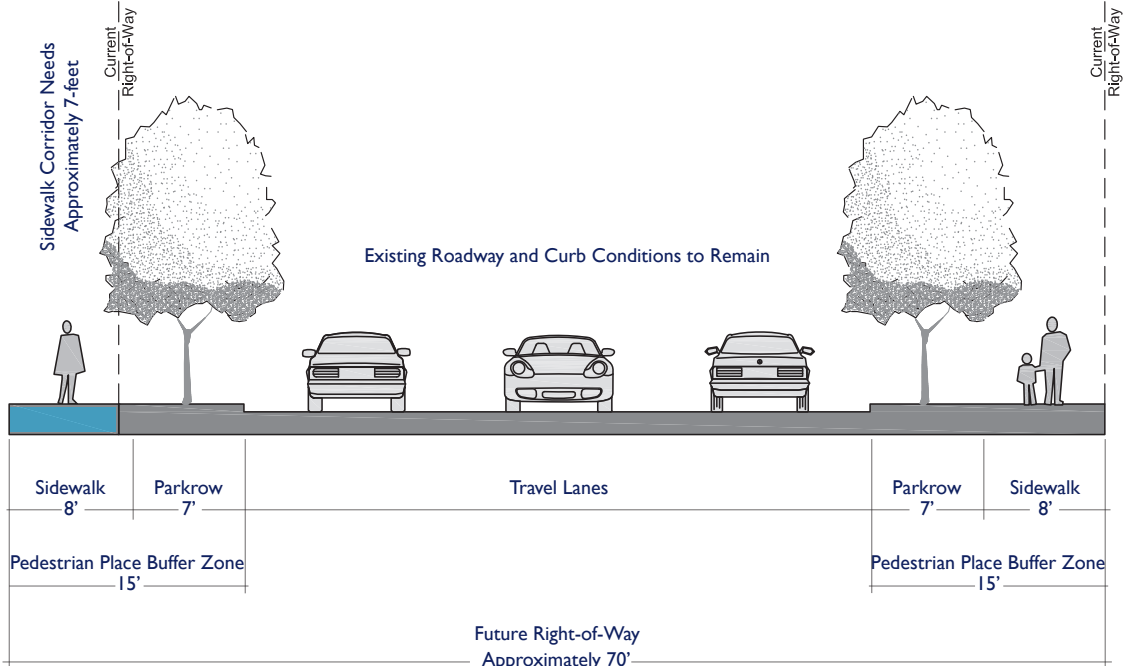 Sidewalk Corridor Needs
Approximately 7-feet
Current
Right-of-Way
Current
Right-of-Way
Existing Roadway and Curb Conditions to Remain
Sidewalk
8’
Parkrow
7’
Travel Lanes
Parkrow
7’
Sidewalk
8’
Pedestrian Place Buffer Zone
15’
Pedestrian Place Buffer Zone
15’
Future Right-of-Way
Approximately 70’